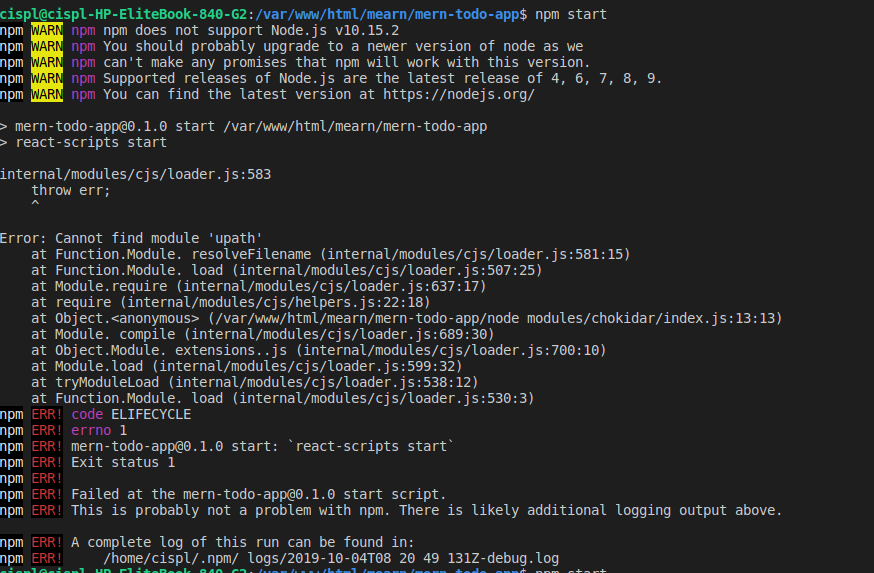 cispl@cispl-HP-EliteBook-840-G2:/var/www/html/mearn/mern-todo-app$ npm start
npm WARN npm npm does not support Node.js v10.15.2
npm WARN npm You should probably upgrade to a newer version of node as we
npm WARN npm can't make any promises that npm will work with this version.
npm WARN npm Supported releases of Node.js are the latest release of 4, 6, 7, 8, 9.
npm WARN npm You can find the latest version at https://nodejs.org/
> mern-todo-app@0.1.0 start /var/www/html/mearn/mern-todo-app
> react-scripts start
internal/modules/cjs/loader.js:583
throw err;
^
Error: Cannot find module 'upath'
at Function.Module. resolveFilename (internal/modules/cjs/loader.js:581:15)
at Function.Module. load (internal/modules/cjs/loader.js:507:25)
at Module.require (internal/modules/cjs/loader.js:637:17)
at require (internal/modules/cjs/helpers.js:22:18)
at Object.<anonymous> (/var/www/html/mearn/mern-todo-app/node modules/chokidar/index.js:13:13)
at Module. compile (internal/modules/cjs/loader.js:689:30)
at Object.Module. extensions..js (internal/modules/cjs/loader.js:700:10)
at Module.load (internal/modules/cjs/loader.js:599:32)
at tryModuleLoad (internal/modules/cjs/loader.js:538:12)
at Function.Module. load (internal/modules/cjs/loader.js:530:3)
npm ERR! code ELIFECYCLE
npm ERR! errno 1
npm ERR! mern-todo-app@0.1.0 start: `react-scripts start`
npm ERR! Exit status 1
npm ERR!
npm ERR! Failed at the mern-todo-app@0.1.0 start script.
npm ERR! This is probably not a problem with npm. There is likely additional logging output above.
npm ERR! A complete log of this run can be found in:
npm ERR! /home/cispl/.npm/ logs/2019-10-04T08 20 49 131Z-debug.log
cispl@cispl-HP-EliteBook-840-G2:/var/www/html/mearn/mern-todo-app$ npm start